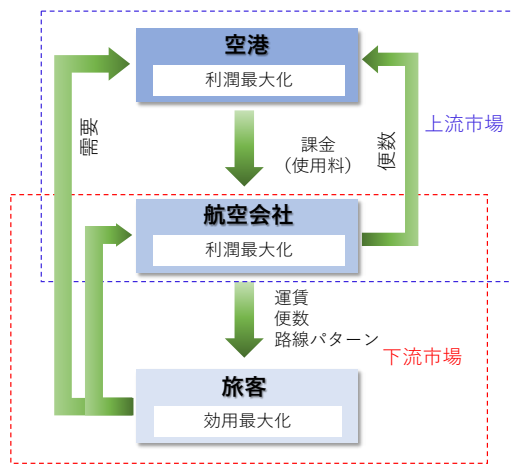 空港
利潤最大化
上流市場
需要
課金
(使用料)
便数
航空会社
利潤最大化
運賃
便数
路線パターン
下流市場
旅客
効用最大化